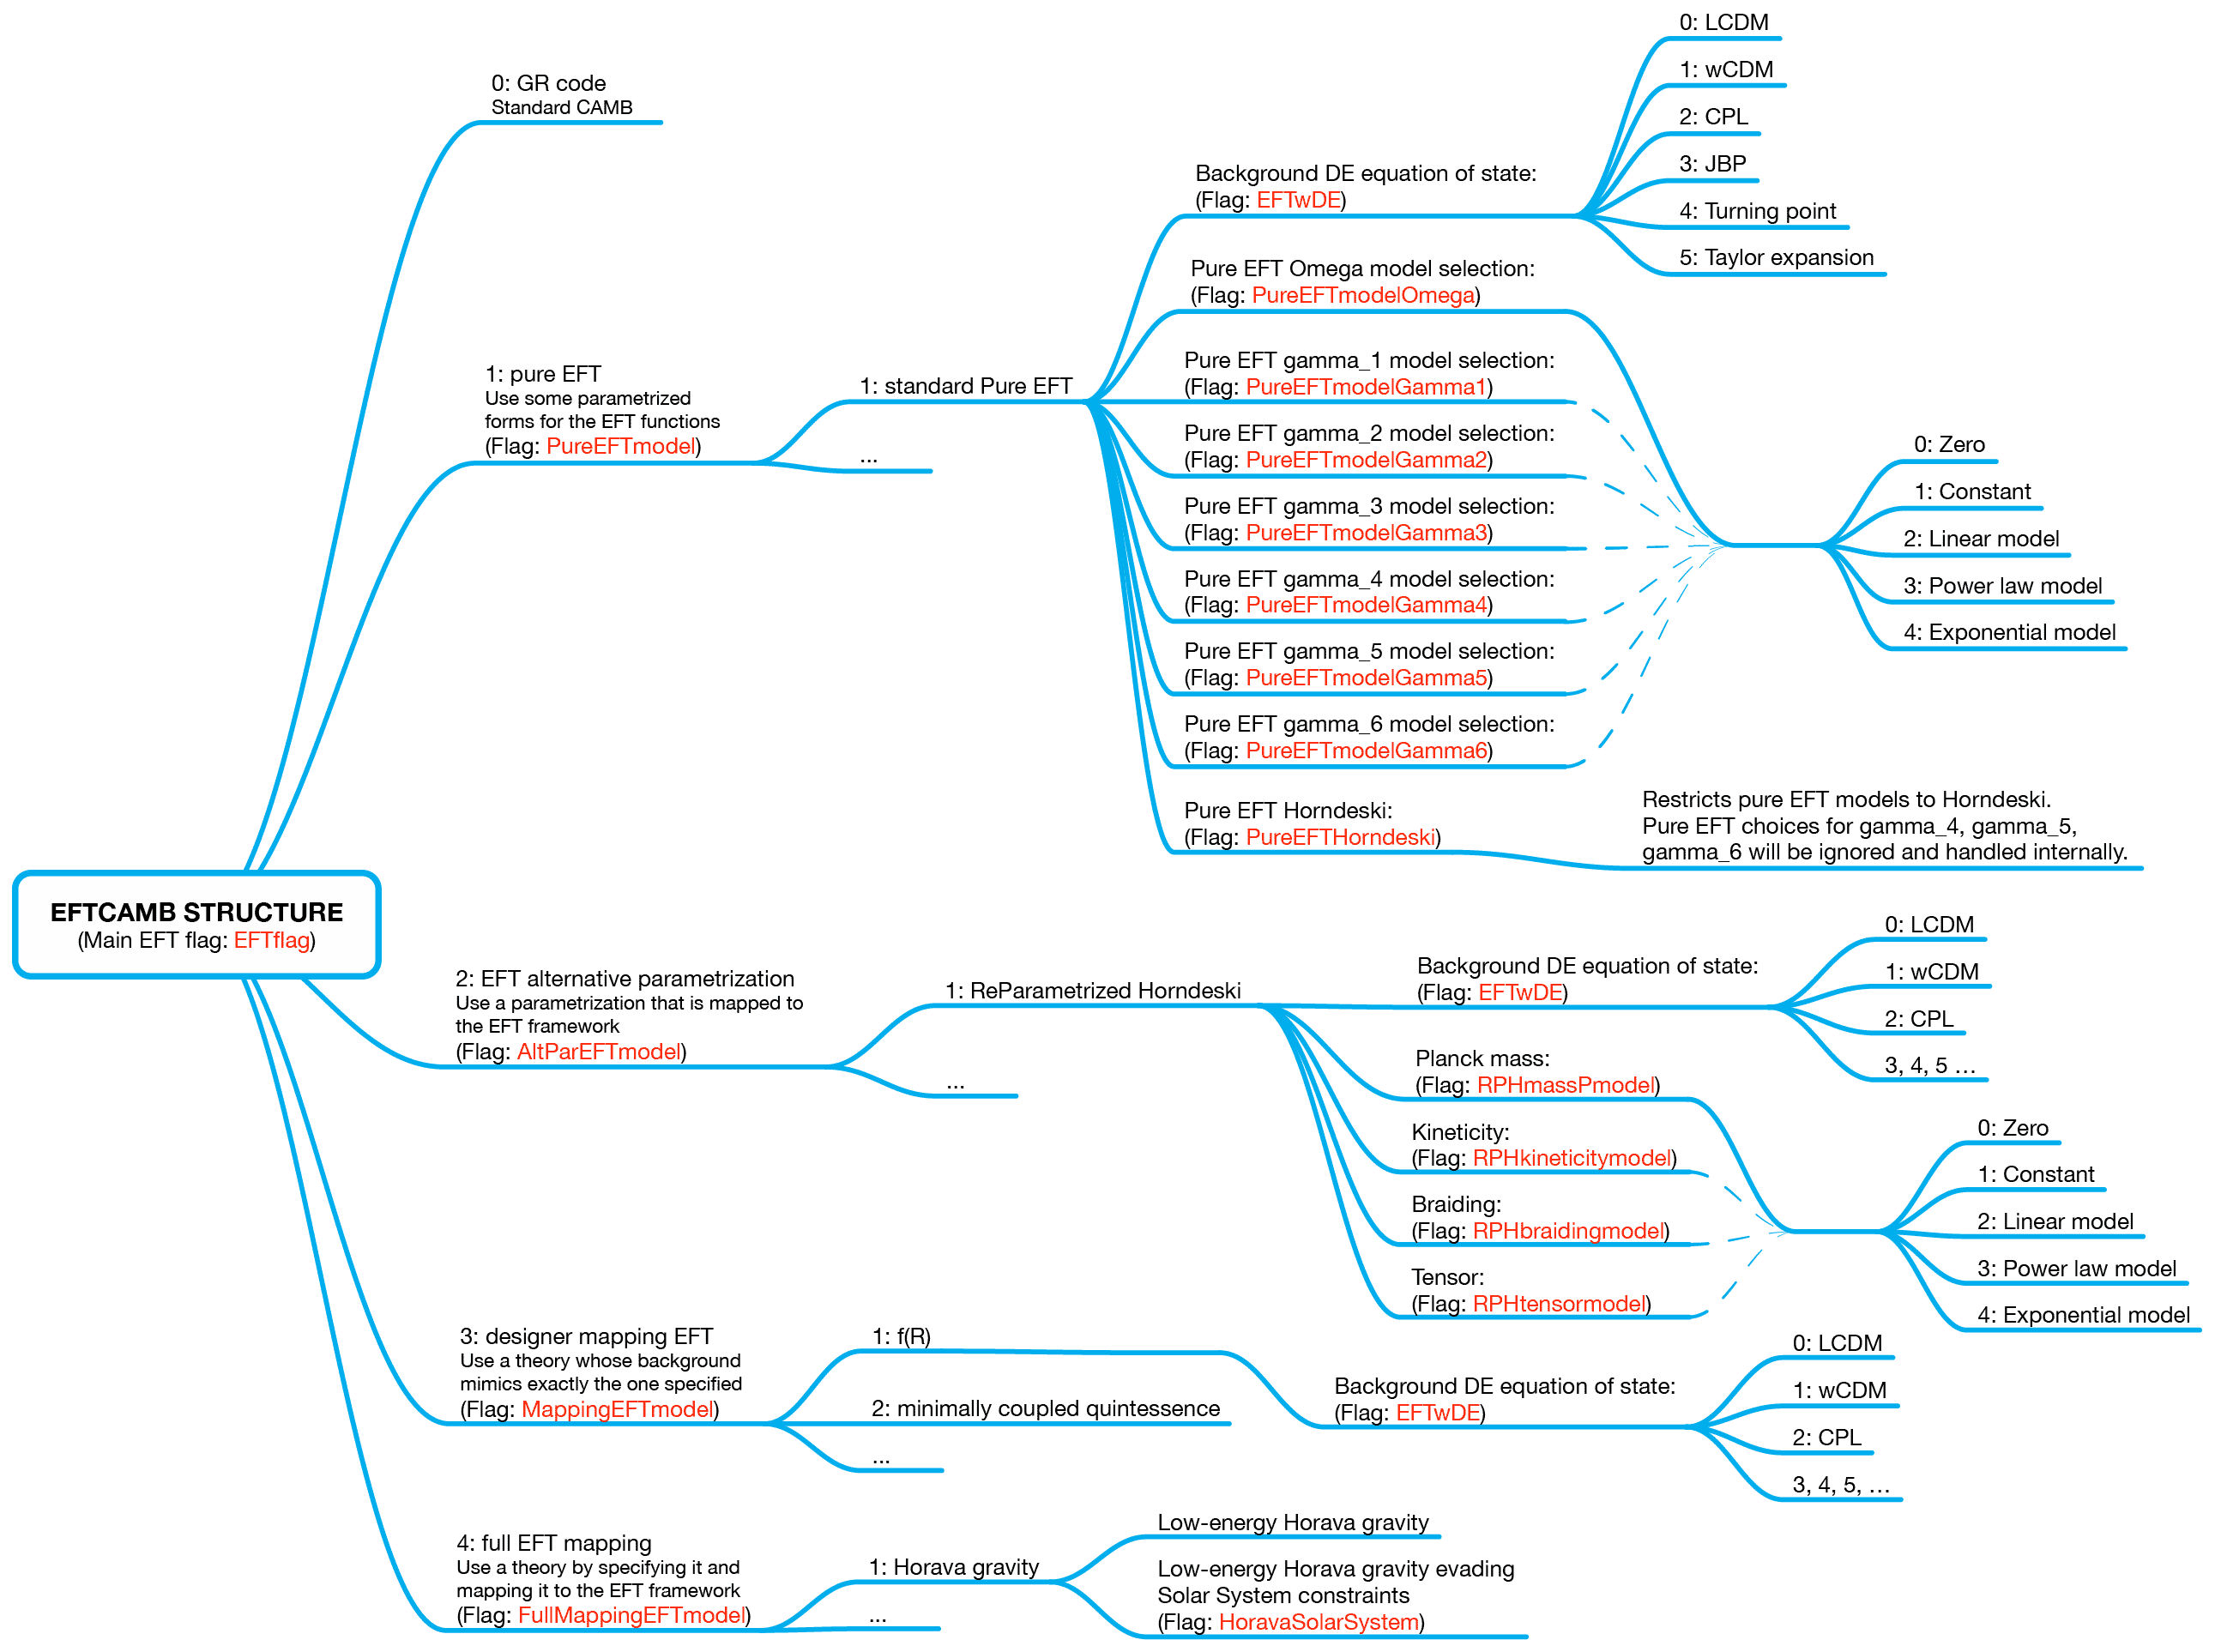 EFTCAMB STRUCTURE
(Main EFT flag: EFTflag)
0: GR code
Standard CAMB
1: pure EFT
Use some parametrized
forms for the EFT functions
(Flag: PureEFTmodel)
1: standard Pure EFT
...
Background DE equation of state:
(Flag: EFTwDE)
0: LCDM
1: wCDM
2: CPL
3: JBP
4: Turning point
5: Taylor expansion
Pure EFT Omega model selection:
(Flag: PureEFTmodelOmega)
Pure EFT gamma_1 model selection:
(Flag: PureEFTmodelGamma1)
Pure EFT gamma_2 model selection:
(Flag: PureEFTmodelGamma2)
Pure EFT gamma_3 model selection:
(Flag: PureEFTmodelGamma3)
Pure EFT gamma_4 model selection:
(Flag: PureEFTmodelGamma4)
Pure EFT gamma_5 model selection:
(Flag: PureEFTmodelGamma5)
Pure EFT gamma_6 model selection:
(Flag: PureEFTmodelGamma6)
0: Zero
1: Constant
2: Linear model
3: Power law model
4: Exponential model
Pure EFT Horndeski:
(Flag: PureEFTHorndeski)
Restricts pure EFT models to Horndeski.
Pure EFT choices for gamma_4, gamma_5,
gamma_6 will be ignored and handled internally.
2: EFT alternative parametrization
Use a parametrization that is mapped to
the EFT framework
(Flag: AltParEFTmodel)
1: ReParametrized Horndeski
...
Background DE equation of state:
(Flag: EFTwDE)
0: LCDM
1: wCDM
2: CPL
3, 4, 5 ...
Planck mass:
(Flag: RPHmassPmodel)
Kineticity:
(Flag: RPHkineticitymodel)
Braiding:
(Flag: RPHbraidingmodel)
Tensor:
(Flag: RPHtensormodel)
0: Zero
1: Constant
2: Linear model
3: Power law model
4: Exponential model
3: designer mapping EFT
Use a theory whose background
mimics exactly the one specified
(Flag: MappingEFTmodel)
1: f(R)
2: minimally coupled quintessence
...
Background DE equation of state:
(Flag: EFTwDE)
0: LCDM
1: wCDM
2: CPL
3, 4, 5, ...
4: full EFT mapping
Use a theory by specifying it and
mapping it to the EFT framework
(Flag: FullMappingEFTmodel)
1: Horava gravity
...
Low-energy Horava gravity
Low-energy Horava gravity evading
Solar System constraints
(Flag: HoravaSolarSystem)